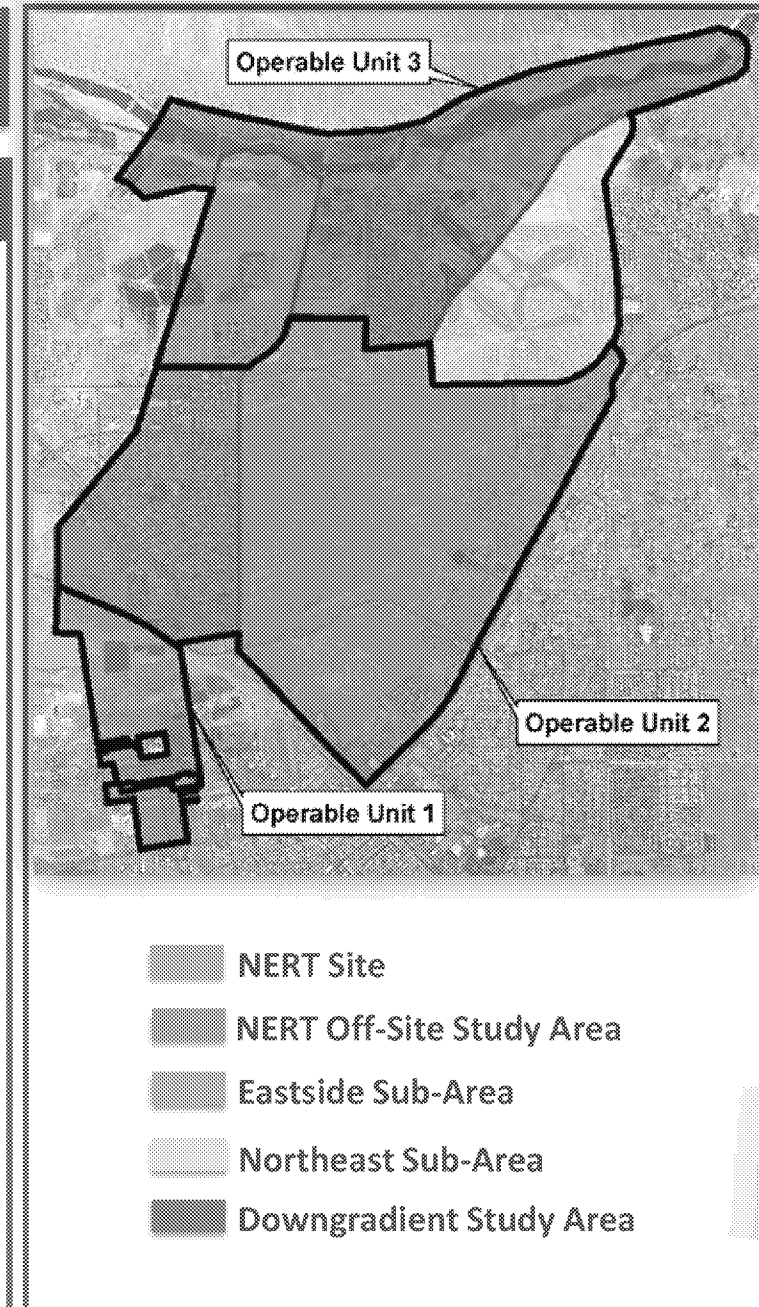 Operable Unit 3
Operable Unit 2
Operable Unit 1
NERT Site
NERT Off-Site Study Area
Eastside Sub-Area
Northeast Sub-Area
Downgradient Study Area